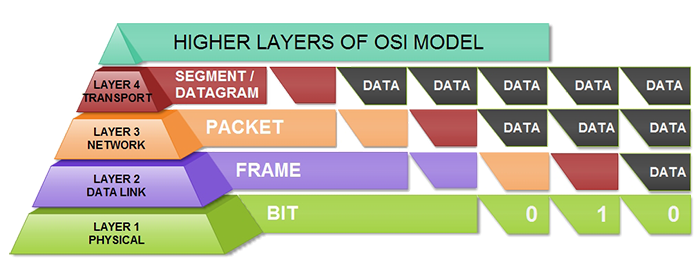 HIGHER LAYERS OF OSI MODEL
LAYER 4
TRANSPORT
SEGMENT /
DATAGRAM
DATA DATA DATA DATA DATA
LAYER 3
NETWORK
PACKET
DATA DATA DATA
LAYER 2
DATA LINK
FRAME
DATA
LAYER 1
PHYSICAL
BIT
0 1 0